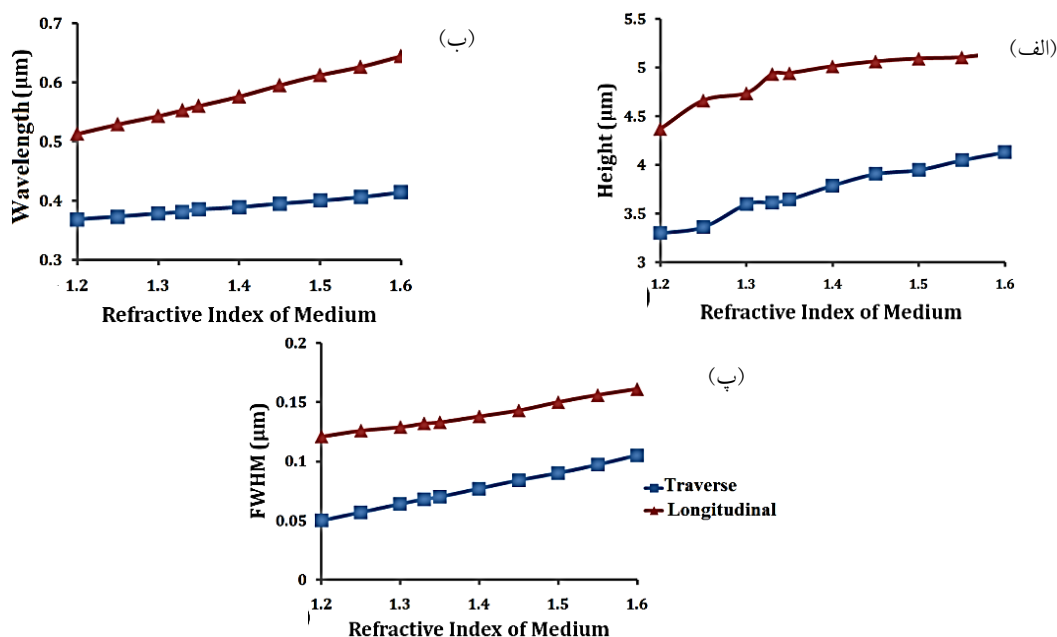 (ب)
Wavelength (μm)
0.7
0.6
0.5
0.4
0.3
1.2 1.3 1.4 1.5 1.6
Refractive Index of Medium
(الف)
Height (μm)
5.5
5
4.5
4
3.5
3
1.2 1.3 1.4 1.5 1.6
Refractive Index of Medium
(پ)
FWHM (μm)
0.2
0.15
0.1
0.05
0
1.2 1.3 1.4 1.5 1.6
Refractive Index of Medium
Traverse
Longitudinal